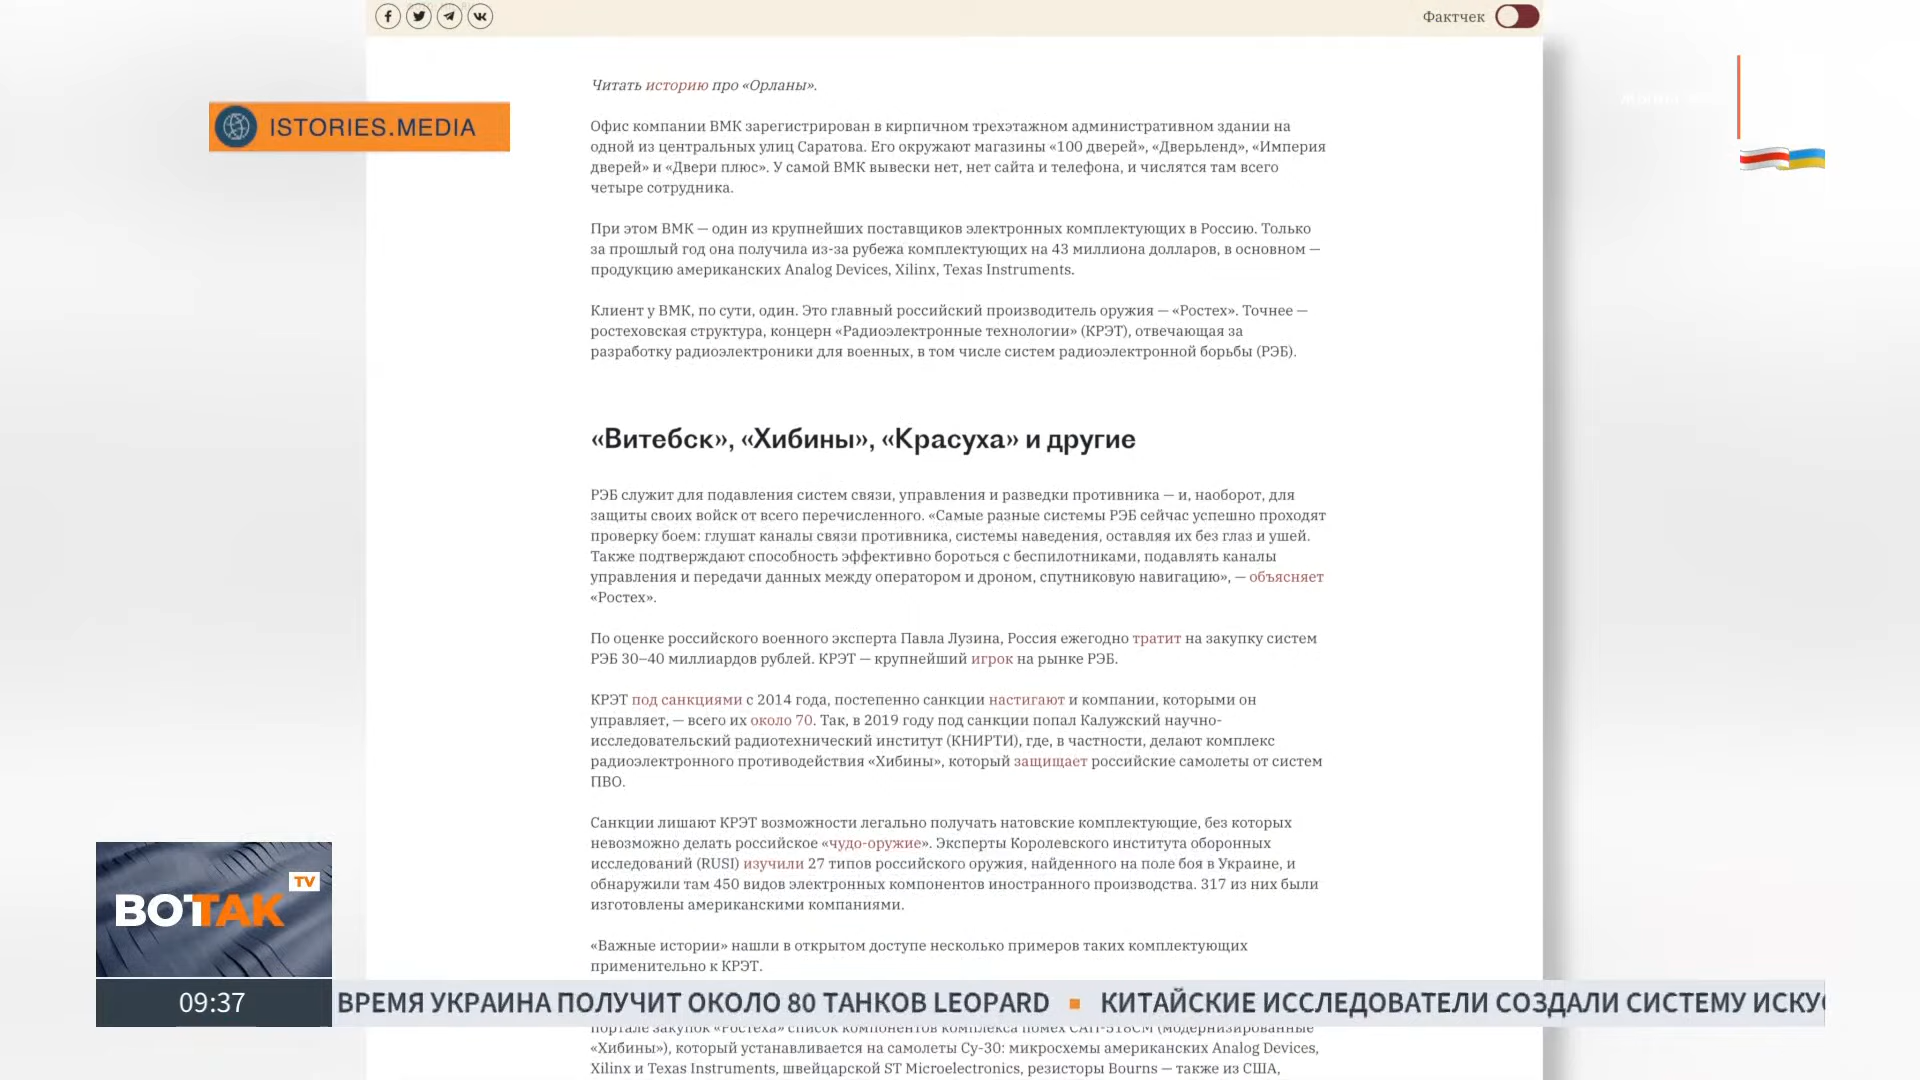 Фактчек
Читать историю про «Орланы».
ISTORIES.MEDIA
Офис компании ВМК зарегистрирован в кирпичном трехэтажном административном здании на
одной из центральных улиц Саратова. Его окружают магазины «100 дверей», «Дверьленд», «Империя
дверей» и «Двери плюс». У самой ВМК вывески нет, нет сайта и телефона, и числятся там всего
четыре сотрудника.
При этом ВМК — один из крупнейших поставщиков электронных комплектующих в Россию. Только
за прошлый год она получила из-за рубежа комплектующих на 43 миллиона долларов, в основном —
продукцию американских Analog Devices, Xilinx, Texas Instruments.
Клиент у ВМК, по сути, один. Это главный российский производитель оружия — «Ростех». Точнее —
ростеховская структура, концерн «Радиоэлектронные технологии» (КРЭТ), отвечающая за
разработку радиоэлектроники для военных, в том числе систем радиоэлектронной борьбы (РЭБ).
«Витебск», «Хибины», «Красуха» и другие
РЭБ служит для подавления систем связи, управления и разведки противника — и, наоборот, для
защиты своих войск от всего перечисленного. «Самые разные системы РЭБ сейчас успешно проходят
проверку боем: глушат каналы связи противника, системы наведения, оставляя их без глаз и ушей.
Также подтверждают способность эффективно бороться с беспилотниками, подавлять каналы
управления и передачи данных между оператором и дроном, спутниковую навигацию», — объясняет
«Ростех».
По оценке российского военного эксперта Павла Лузина, Россия ежегодно тратит на закупку систем
РЭБ 30–40 миллиардов рублей. КРЭТ — крупнейший игрок на рынке РЭБ.
КРЭТ под санкциями с 2014 года, постепенно санкции настигают и компании, которыми он
управляет, — всего их около 70. Так, в 2019 году под санкции попал Калужский научно-
исследовательский радиотехнический институт (КНИРТИ), где, в частности, делают комплекс
радиоэлектронного противодействия «Хибины», который защищает российские самолеты от систем
ПВО.
Санкции лишают КРЭТ возможности легально получать натовские комплектующие, без которых
невозможно делать российское «чудо-оружие». Эксперты Королевского института оборонных
исследований (RUSI) изучили 27 типов российского оружия, найденного на поле боя в Украине, и
обнаружили там 450 видов электронных компонентов иностранного производства. 317 из них были
изготовлены американскими компаниями.
«Важные истории» нашли в открытом доступе несколько примеров таких комплектующих
применительно к КРЭТ.
ВОТТАК TV
09:37
ВРЕМЯ УКРАИНА ПОЛУЧИТ ОКОЛО 80 ТАНКОВ LEOPARD ▪ КИТАЙСКИЕ ИССЛЕДОВАТЕЛИ СОЗДАЛИ СИСТЕМУ ИСКУС
портале закупок «Ростеха» список компонентов комплекса помех САП-518СМ (модернизированные
«Хибины»), который устанавливается на самолеты Су-30: микросхемы американских Analog Devices,
Xilinx и Texas Instruments, швейцарской ST Microelectronics, резисторы Bourns — также из США,